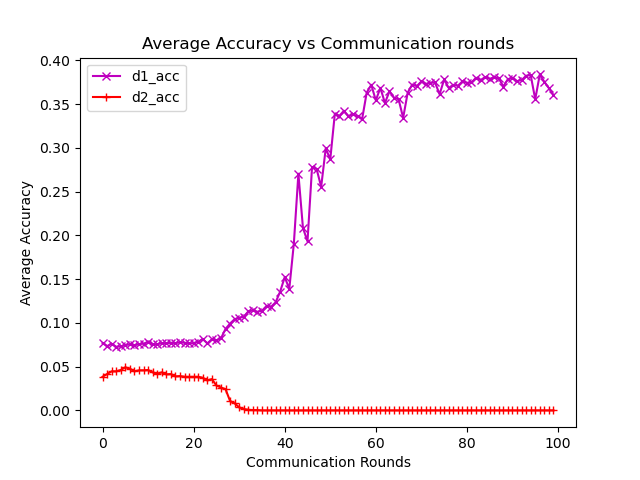 Average Accuracy vs Communication rounds
d1_acc
d2_acc
0.40
0.35
0.30
0.25
0.20
0.15
0.10
0.05
0.00
Average Accuracy
0 20 40 60 80 100
Communication Rounds